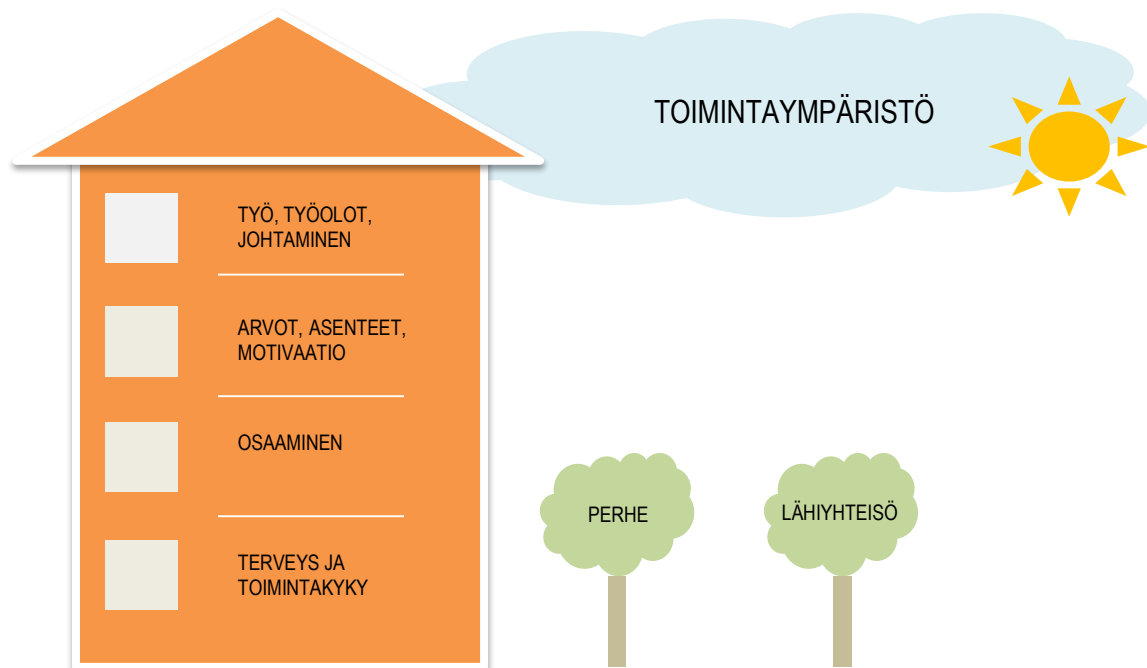 TOIMINTAYMPÄRISTÖ
TYÖ, TYÖOLOT,
JOHTAMINEN
ARVOT, ASENTEET,
MOTIVAATIO
OSAAMINEN
TERVEYS JA
TOIMINTAKYKY
PERHE
LÄHIYHTEISÖ